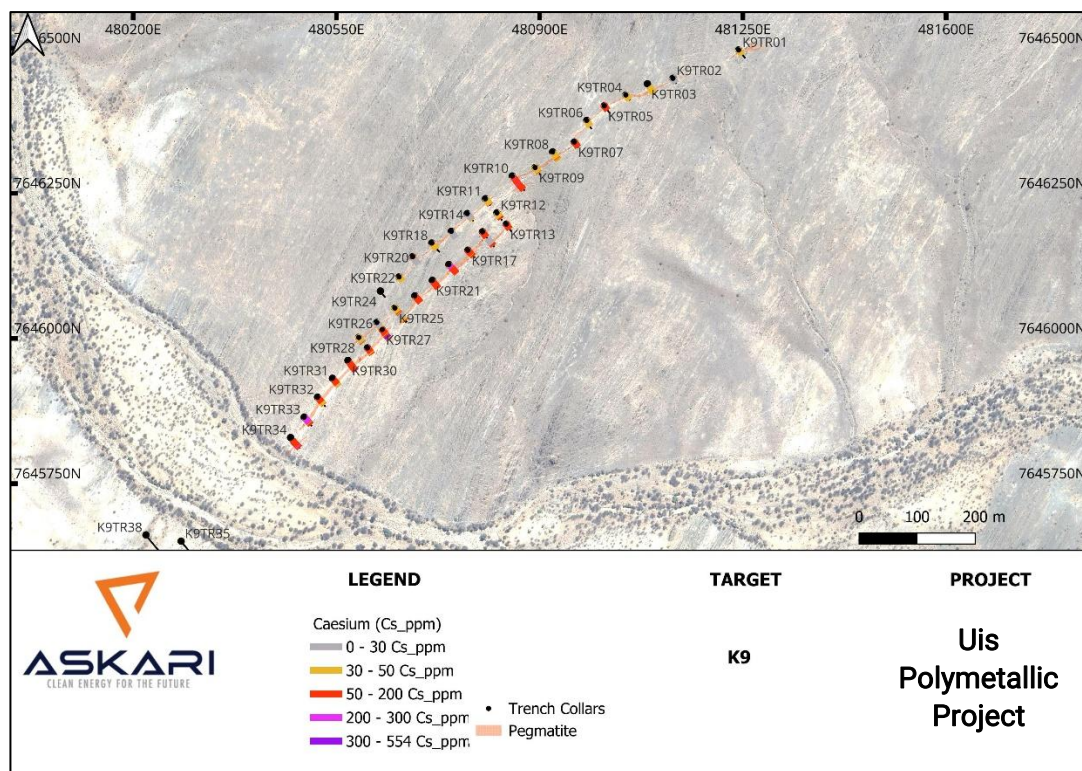 480200E 480550E 480900E 481250E 481600E
7646500N
K9TR01
K9TR02
K9TR04
K9TR03
K9TR06
K9TR05
K9TR08
K9TR07
K9TR10
K9TR09
7646250N 7646250N
K9TR11
K9TR12
K9TR14
K9TR13
K9TR18
K9TR20
K9TR17
K9TR22
K9TR21
K9TR24
K9TR26
K9TR25
7646000N 7646000N
K9TR28
K9TR27
K9TR31
K9TR30
K9TR32
K9TR33
K9TR34
7645750N 7645750N
K9TR38
K9TR35
0 100 200 m
LEGEND
Caesium (Cs_ppm)
0 - 30 Cs_ppm
30 - 50 Cs_ppm
50 - 200 Cs_ppm
200 - 300 Cs_ppm
300 - 554 Cs_ppm
Trench Collars
Pegmatite
TARGET
K9
PROJECT
Uis
Polymetallic
Project
ASKARI
CLEAN ENERGY FOR THE FUTURE